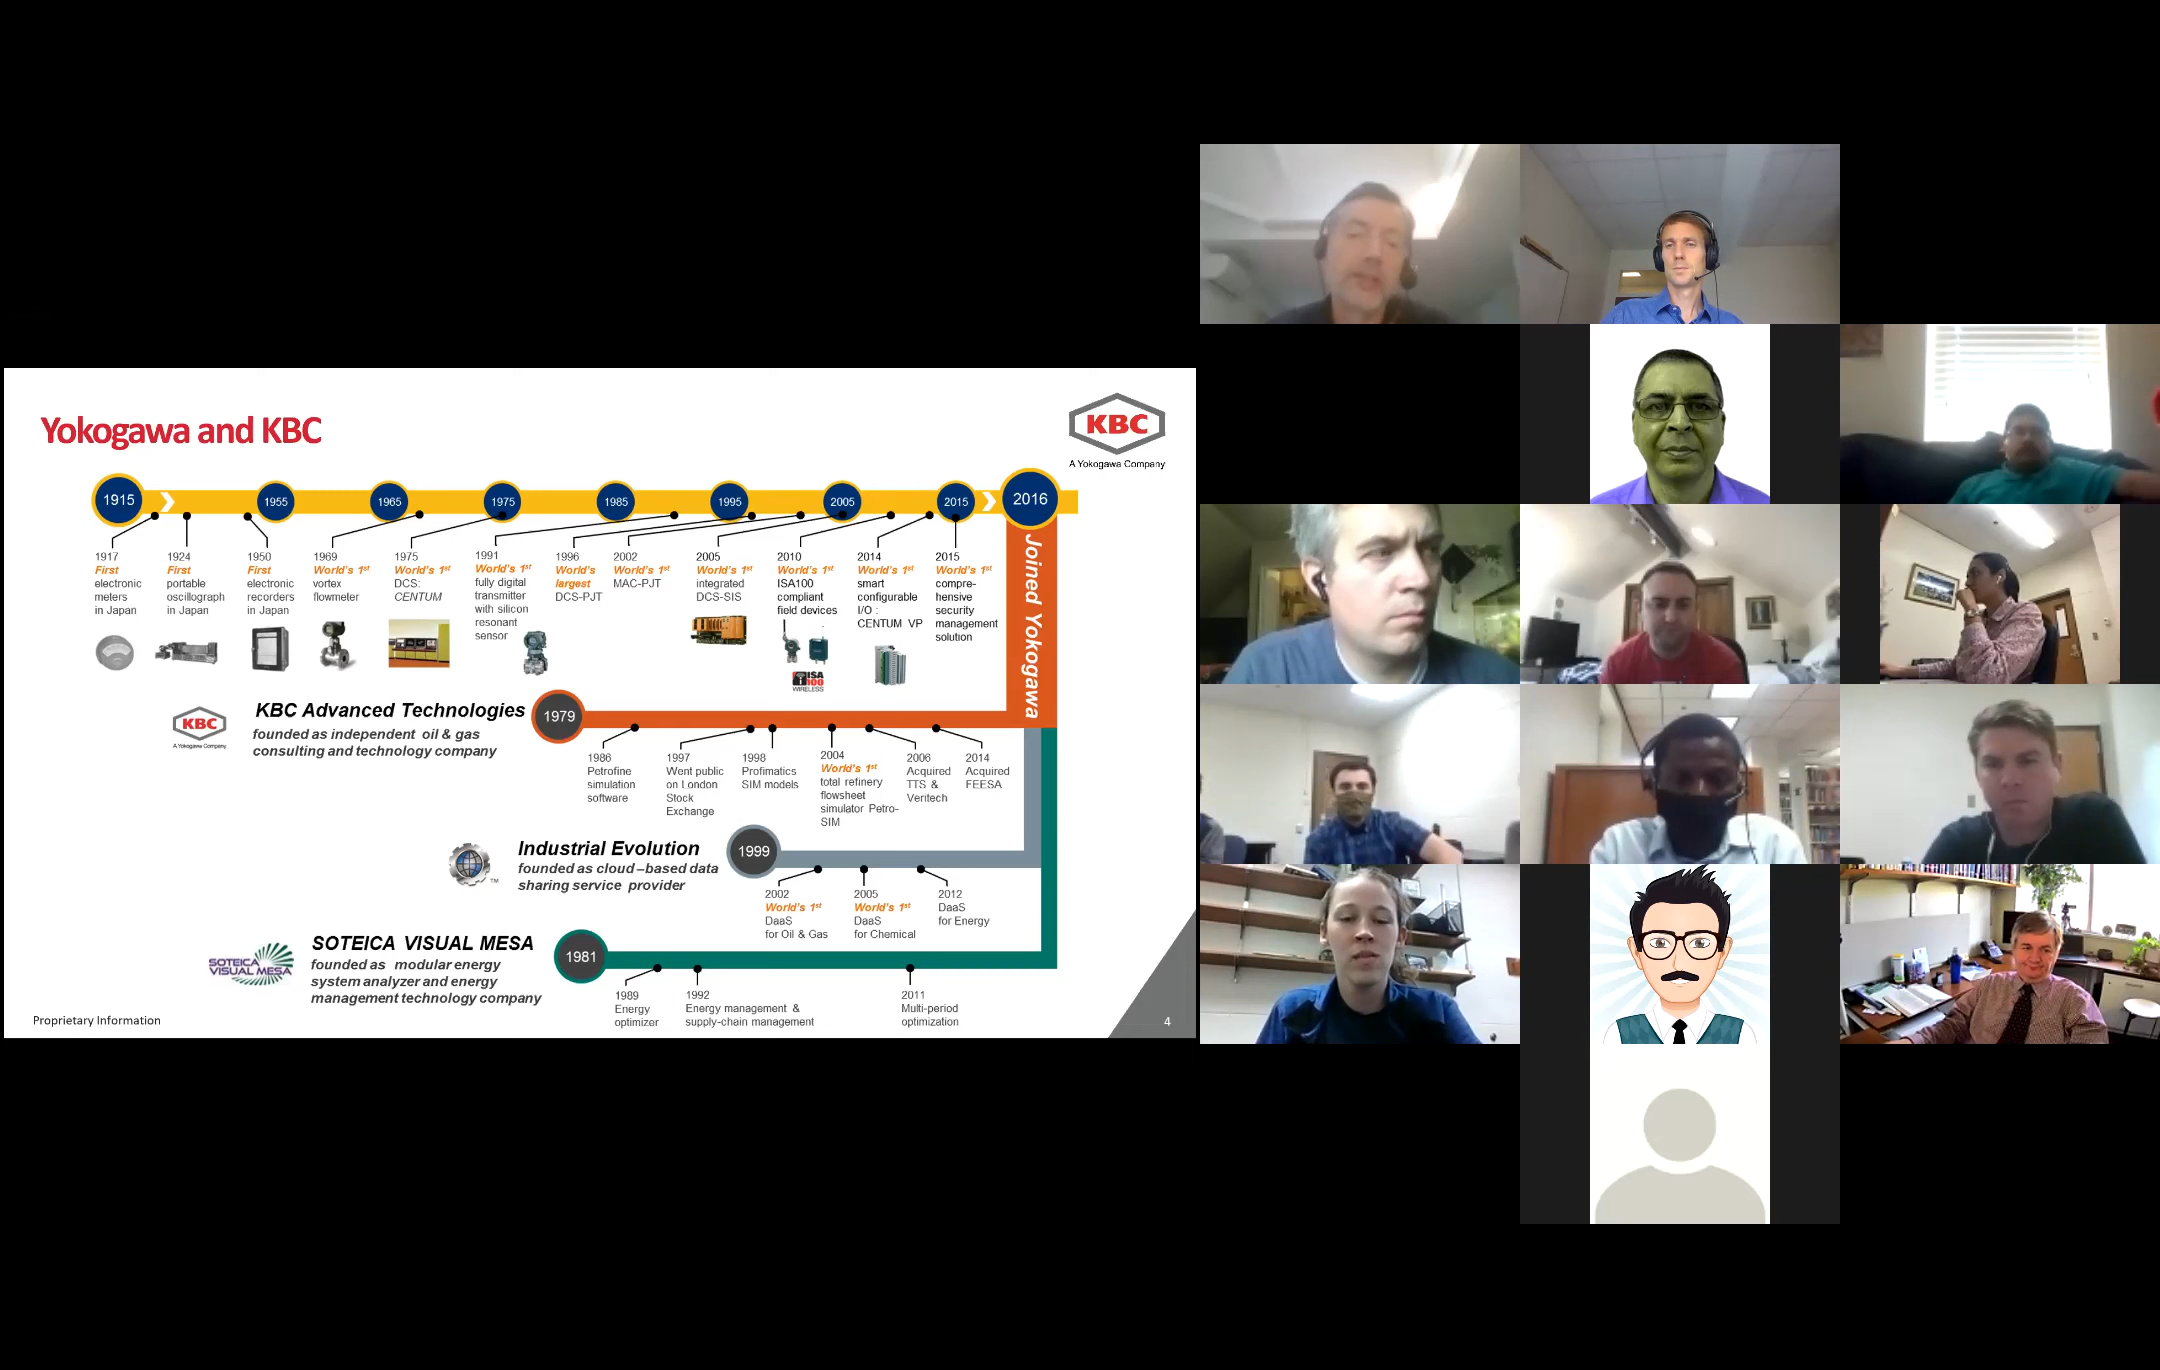 Yokogawa and KBC
KBC
A Yokogawa Company
1915
1955
1965
1975
1985
1995
2005
2015
2016
Joined Yokogawa
1917
First
electronic
meters
in Japan
1924
First
portable
oscillograph
in Japan
1950
First
electronic
recorders
in Japan
1969
World's 1st
vortex
flowmeter
1975
World's 1st
DCS:
CENTUM
1991
World's 1st
fully digital
transmitter
with silicon
resonant
sensor
1996
World's
largest
DCS-PJT
2002
World's 1st
MAC-PJT
2005
World's 1st
integrated
DCS-SIS
2010
World's 1st
ISA100
compliant
field devices
ISA
100
WIRELESS
2014
World's 1st
smart
configurable
I/O :
CENTUM VP
2015
World's 1st
compre-
hensive
security
management
solution
KBC
A Yokogawa Company
KBC Advanced Technologies
founded as independent oil & gas
consulting and technology company
1979
1986
Petrofine
simulation
software
1997
Went public
on London
Stock
Exchange
1998
Profimatics
SIM models
2004
World's 1st
total refinery
flowsheet
simulator Petro-
SIM
2006
Acquired
TTS &
Veritech
2014
Acquired
FEESA
TM
Industrial Evolution
founded as cloud–based data
sharing service provider
1999
2002
World's 1st
DaaS
for Oil & Gas
2005
World's 1st
DaaS
for Chemical
2012
DaaS
for Energy
SOTEICA
VISUAL MESA
SOTEICA VISUAL MESA
founded as modular energy
system analyzer and energy
management technology company
1981
1989
Energy
optimizer
1992
Energy management &
supply-chain management
2011
Multi-period
optimization
Proprietary Information
4